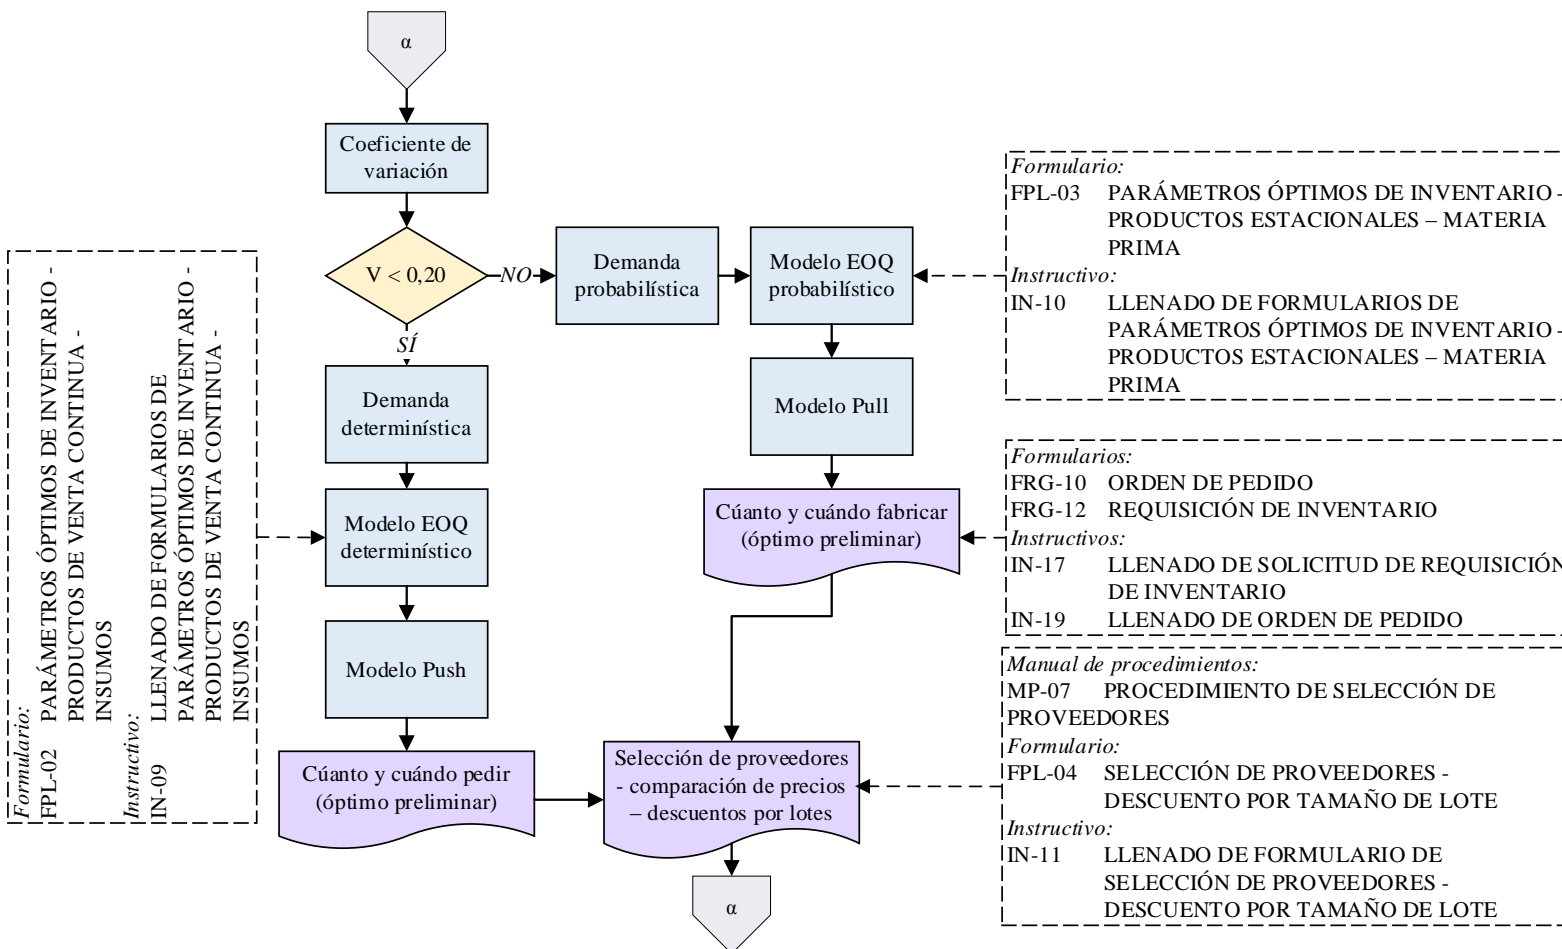 α
Coeficiente de
variación
V < 0,20
NO
SÍ
Demanda
probabilística
Modelo EOQ
probabilístico
Modelo Pull
Cúanto y cuándo fabricar
(óptimo preliminar)
Demanda
determinística
Modelo EOQ
determinístico
Modelo Push
Cúanto y cuándo pedir
(óptimo preliminar)
Selección de proveedores
- comparación de precios
– descuentos por lotes
α
Formulario:
FPL-02 PARÁMETROS ÓPTIMOS DE INVENTARIO -
PRODUCTOS DE VENTA CONTINUA -
INSUMOS
Instructivo:
IN-09 LLENADO DE FORMULARIOS DE
PARÁMETROS ÓPTIMOS DE INVENTARIO -
PRODUCTOS DE VENTA CONTINUA -
INSUMOS
Formulario:
FPL-03 PARÁMETROS ÓPTIMOS DE INVENTARIO –
PRODUCTOS ESTACIONALES – MATERIA
PRIMA
Instructivo:
IN-10 LLENADO DE FORMULARIOS DE
PARÁMETROS ÓPTIMOS DE INVENTARIO –
PRODUCTOS ESTACIONALES – MATERIA
PRIMA
Formularios:
FRG-10 ORDEN DE PEDIDO
FRG-12 REQUISICIÓN DE INVENTARIO
Instructivos:
IN-17 LLENADO DE SOLICITUD DE REQUISICIÓN
DE INVENTARIO
IN-19 LLENADO DE ORDEN DE PEDIDO
Manual de procedimientos:
MP-07 PROCEDIMIENTO DE SELECCIÓN DE
PROVEEDORES
Formulario:
FPL-04 SELECCIÓN DE PROVEEDORES -
DESCUENTO POR TAMAÑO DE LOTE
Instructivo:
IN-11 LLENADO DE FORMULARIO DE
SELECCIÓN DE PROVEEDORES -
DESCUENTO POR TAMAÑO DE LOTE